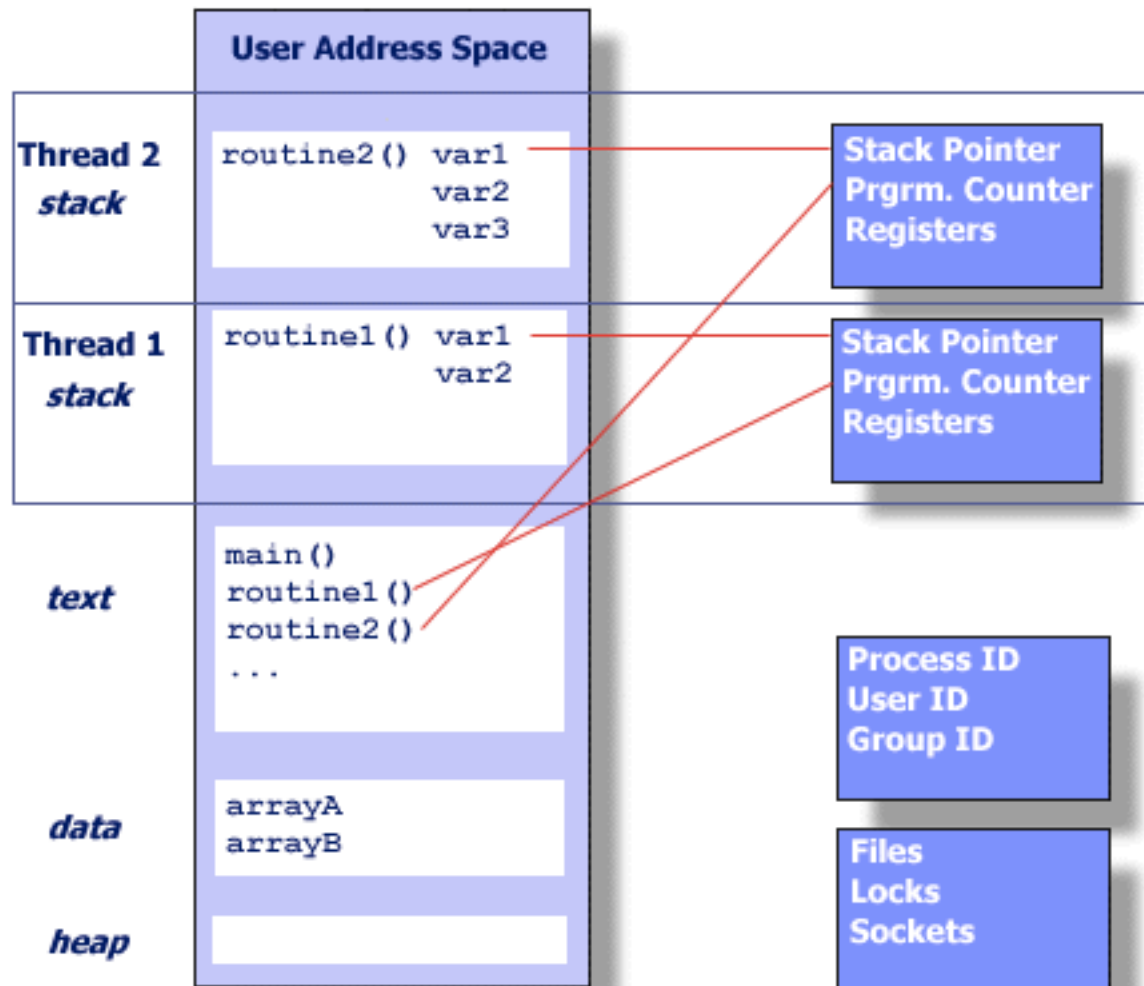 User Address Space
Thread 2
stack
routine2() var1
var2
var3
Stack Pointer
Prgrm. Counter
Registers
Thread 1
stack
routine1() var1
var2
Stack Pointer
Prgrm. Counter
Registers
text
main()
routine1()
routine2()
...
Process ID
User ID
Group ID
data
arrayA
arrayB
Files
Locks
Sockets
heap